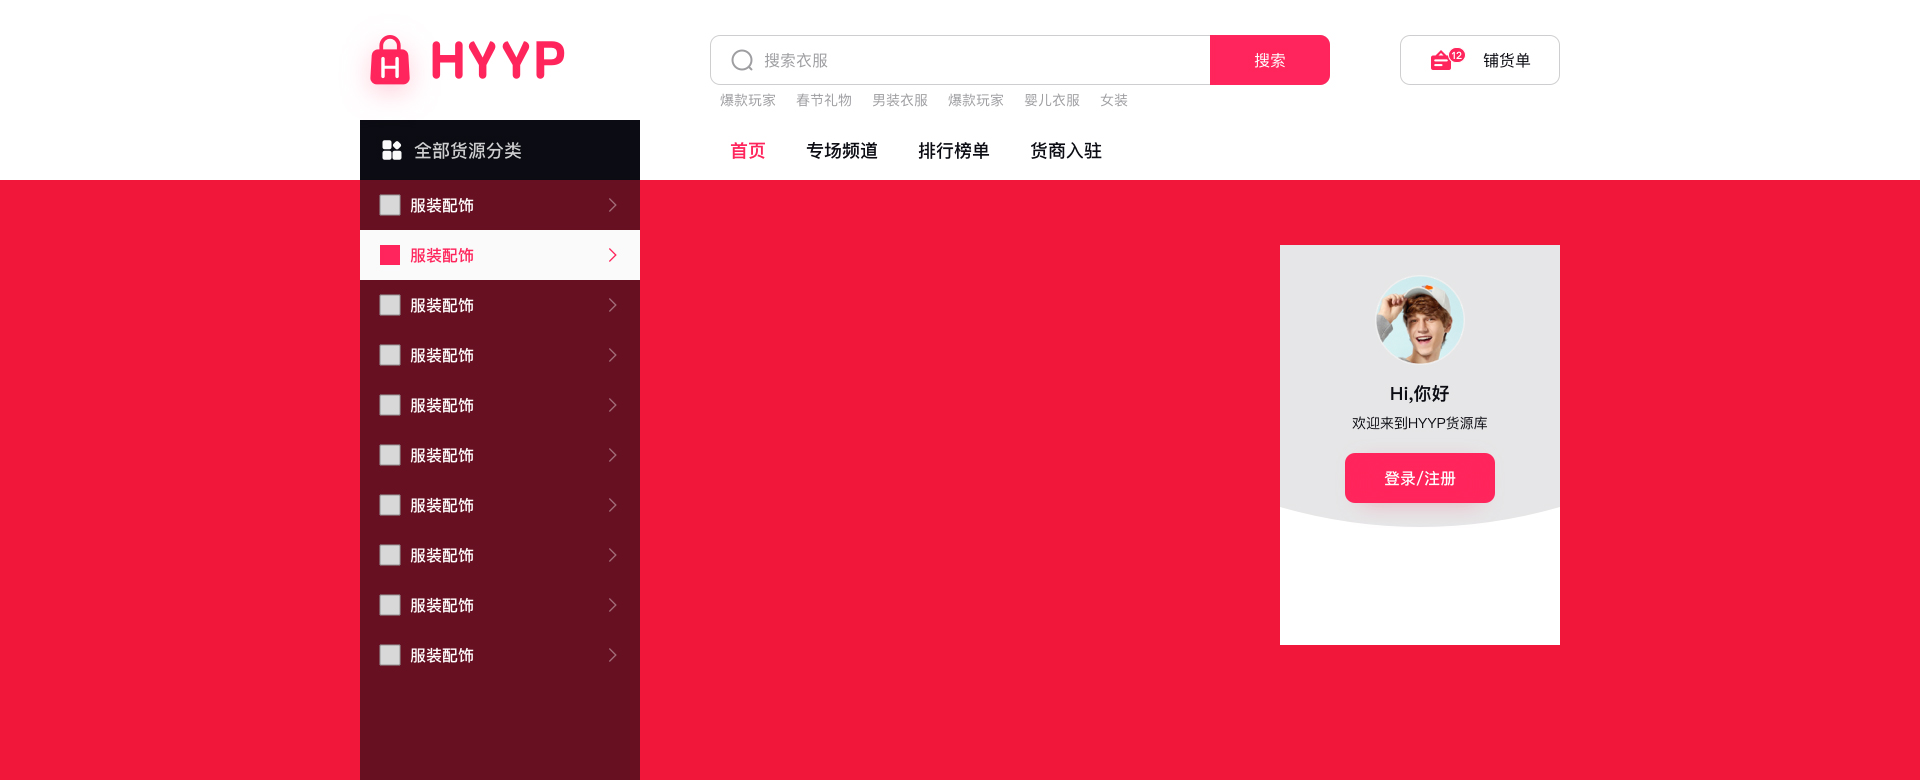 HYYP
搜索衣服
搜索
12
铺货单
爆款玩家 春节礼物 男装衣服 爆款玩家 婴儿衣服 女装
全部货源分类
首页 专场频道 排行榜单 货商入驻
服装配饰
服装配饰
服装配饰
服装配饰
服装配饰
服装配饰
服装配饰
服装配饰
服装配饰
服装配饰
Hi,你好
欢迎来到HYYP货源库
登录/注册